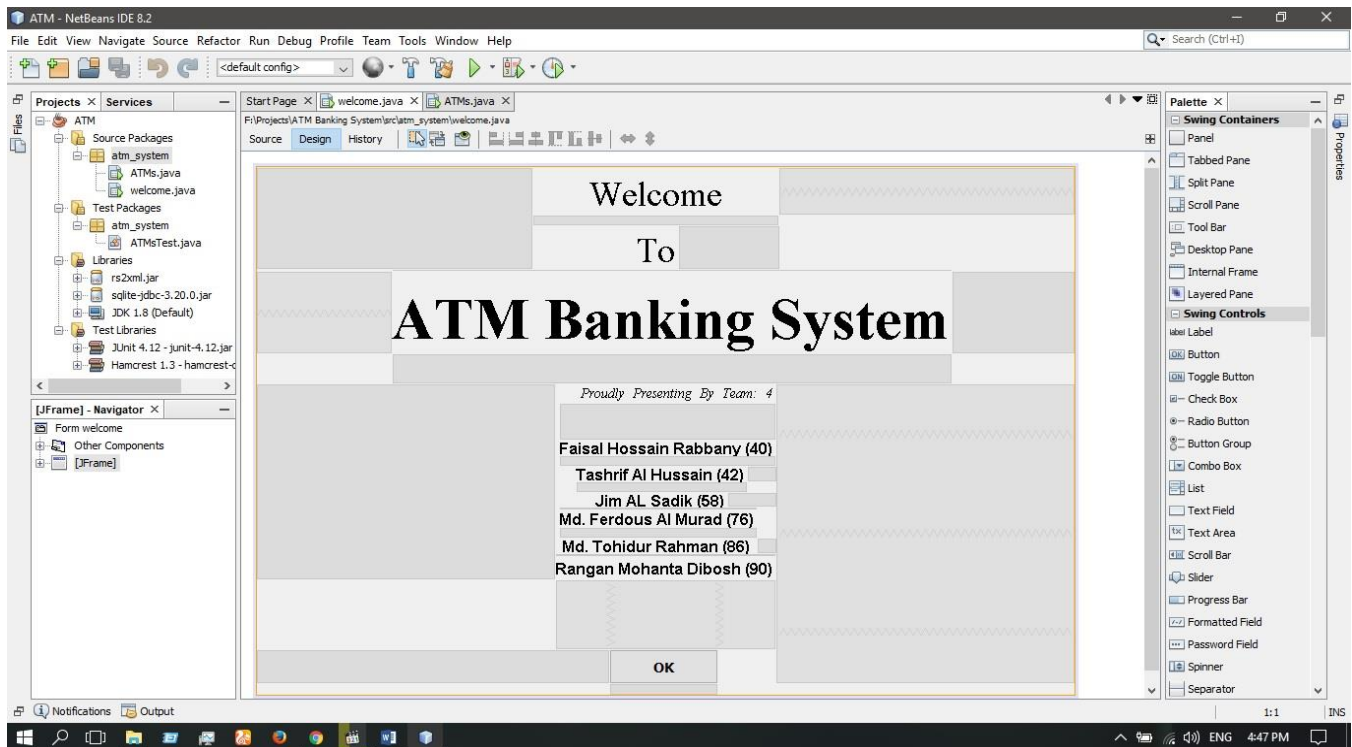 ATM - NetBeans IDE 8.2
File Edit View Navigate Source Refactor Run Debug Profile Team Tools Window Help
Search (Ctrl+I)
<default config>
Files
Projects Services
ATM
Source Packages
atm_system
ATMs.java
welcome.java
Test Packages
atm_system
ATMsTest.java
Libraries
rs2xml.jar
sqlite-jdbc-3.20.0.jar
JDK 1.8 (Default)
Test Libraries
JUnit 4.12 - junit-4.12.jar
Hamcrest 1.3 - hamcrest-c
[JFrame] - Navigator
Form welcome
Other Components
[JFrame]
Start Page welcome.java ATMs.java
F:\Projects\ATM Banking System\src\atm_system\welcome.java
Source Design History
Welcome
To
ATM Banking System
Proudly Presenting By Team: 4
Faisal Hossain Rabbany (40)
Tashrif Al Hussain (42)
Jim AL Sadik (58)
Md. Ferdous Al Murad (76)
Md. Tohidur Rahman (86)
Rangan Mohanta Dibosh (90)
OK
Palette
Swing Containers
Panel
Tabbed Pane
Split Pane
Scroll Pane
Tool Bar
Desktop Pane
Internal Frame
Layered Pane
Swing Controls
label Label
OK Button
ON Toggle Button
Check Box
Radio Button
Button Group
Combo Box
List
Text Field
Text Area
Scroll Bar
Slider
Progress Bar
Formatted Field
Password Field
Spinner
Separator
Properties
Notifications Output
1:1 INS
ENG 4:47 PM